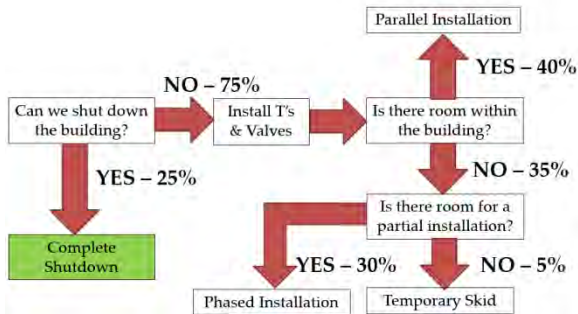 Parallel Installation
YES – 40%
NO – 75%
Can we shut down
the building?
Install T's
& Valves
Is there room within
the building?
YES – 25%
NO – 35%
Is there room for a
partial installation?
Complete
Shutdown
YES – 30%
NO – 5%
Phased Installation
Temporary Skid